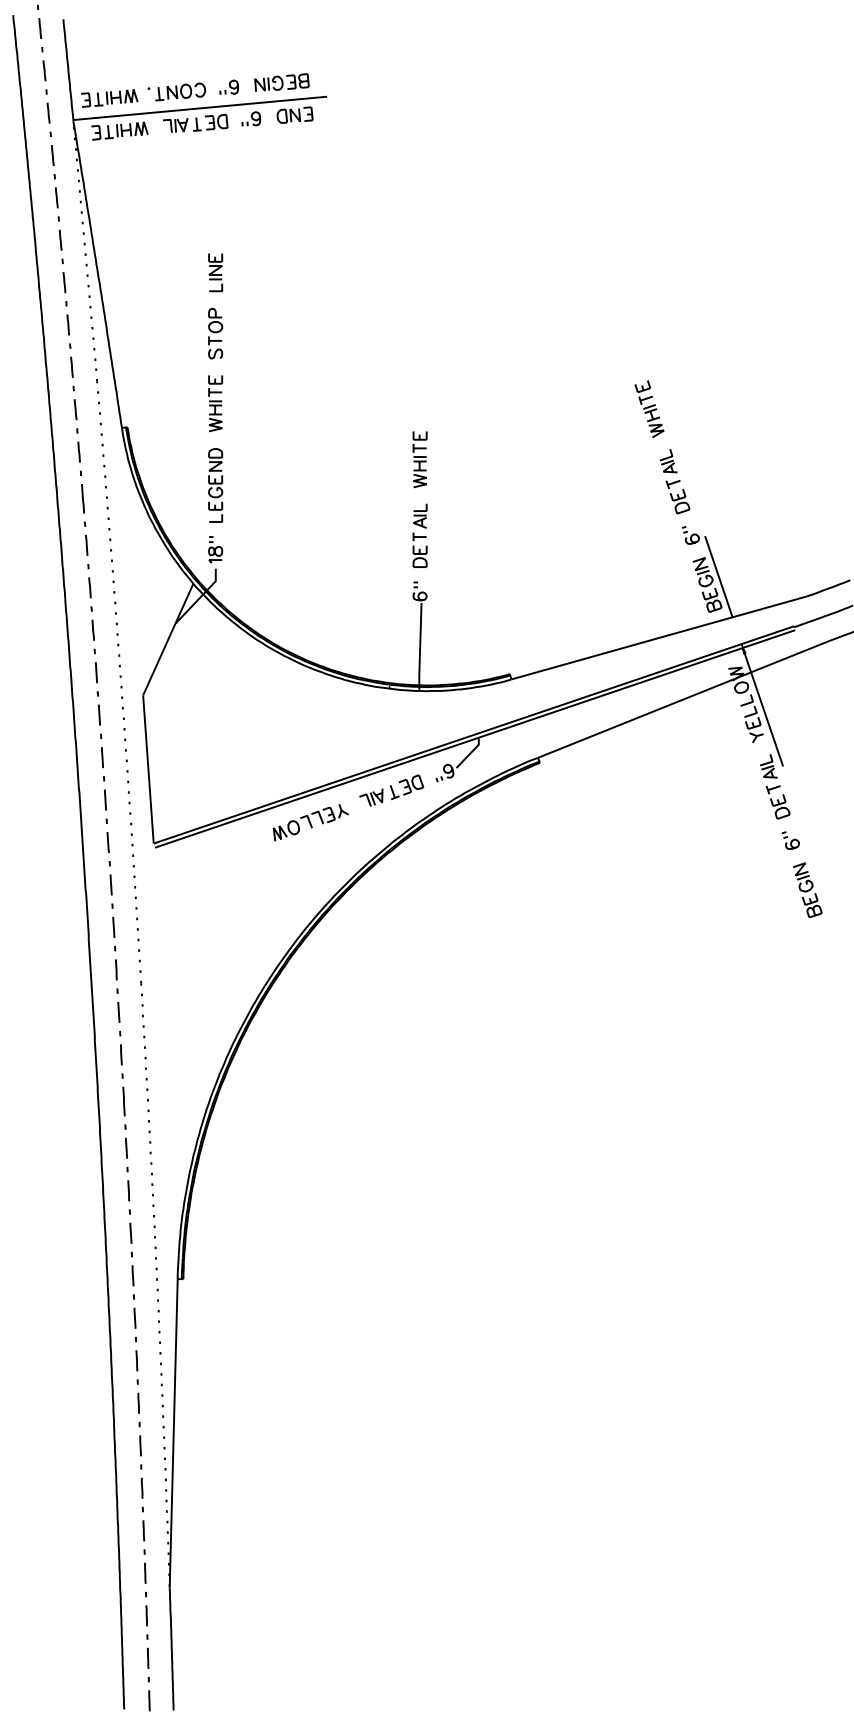 BEGIN 6" CONT. WHITE
END 6" DETAIL WHITE
18" LEGEND WHITE STOP LINE
6" DETAIL WHITE
BEGIN 6" DETAIL WHITE
6" DETAIL YELLOW
BEGIN 6" DETAIL YELLOW